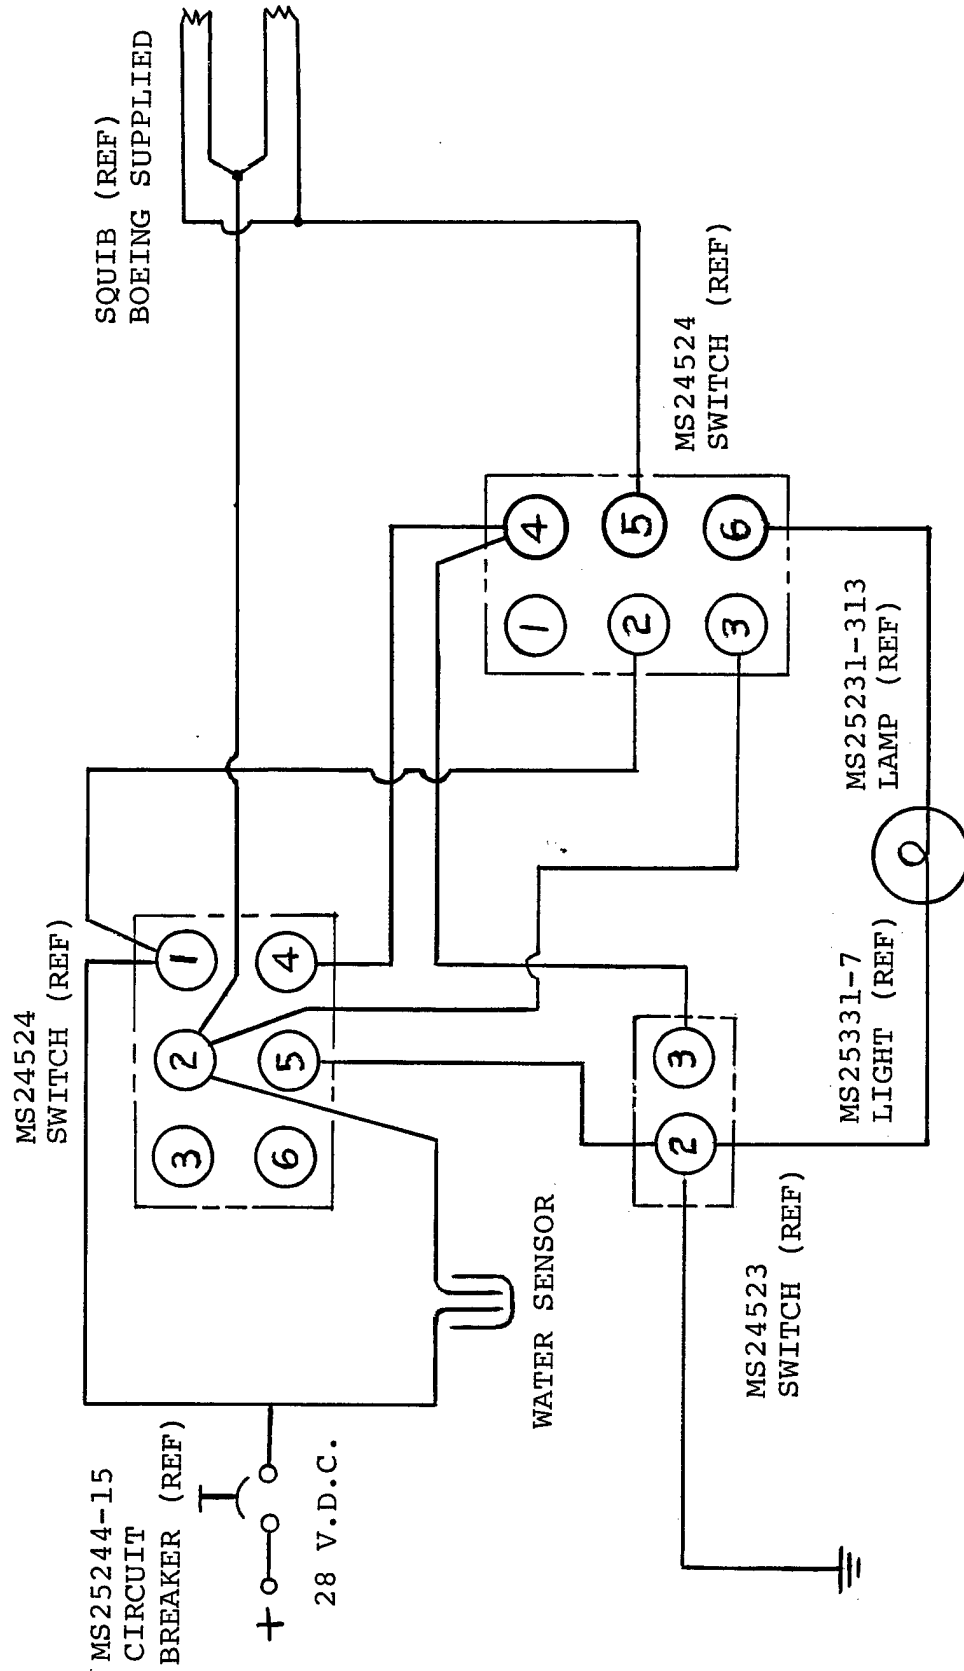 MS25244-15
CIRCUIT
BREAKER (REF)
+
28 V.D.C.
MS24524
SWITCH (REF)
3
2
1
6
5
4
WATER SENSOR
SQUIB (REF)
BOEING SUPPLIED
MS24524
SWITCH (REF)
1
4
2
5
3
6
MS24523
SWITCH (REF)
2
3
MS25331-7
LIGHT (REF)
MS25231-313
LAMP (REF)